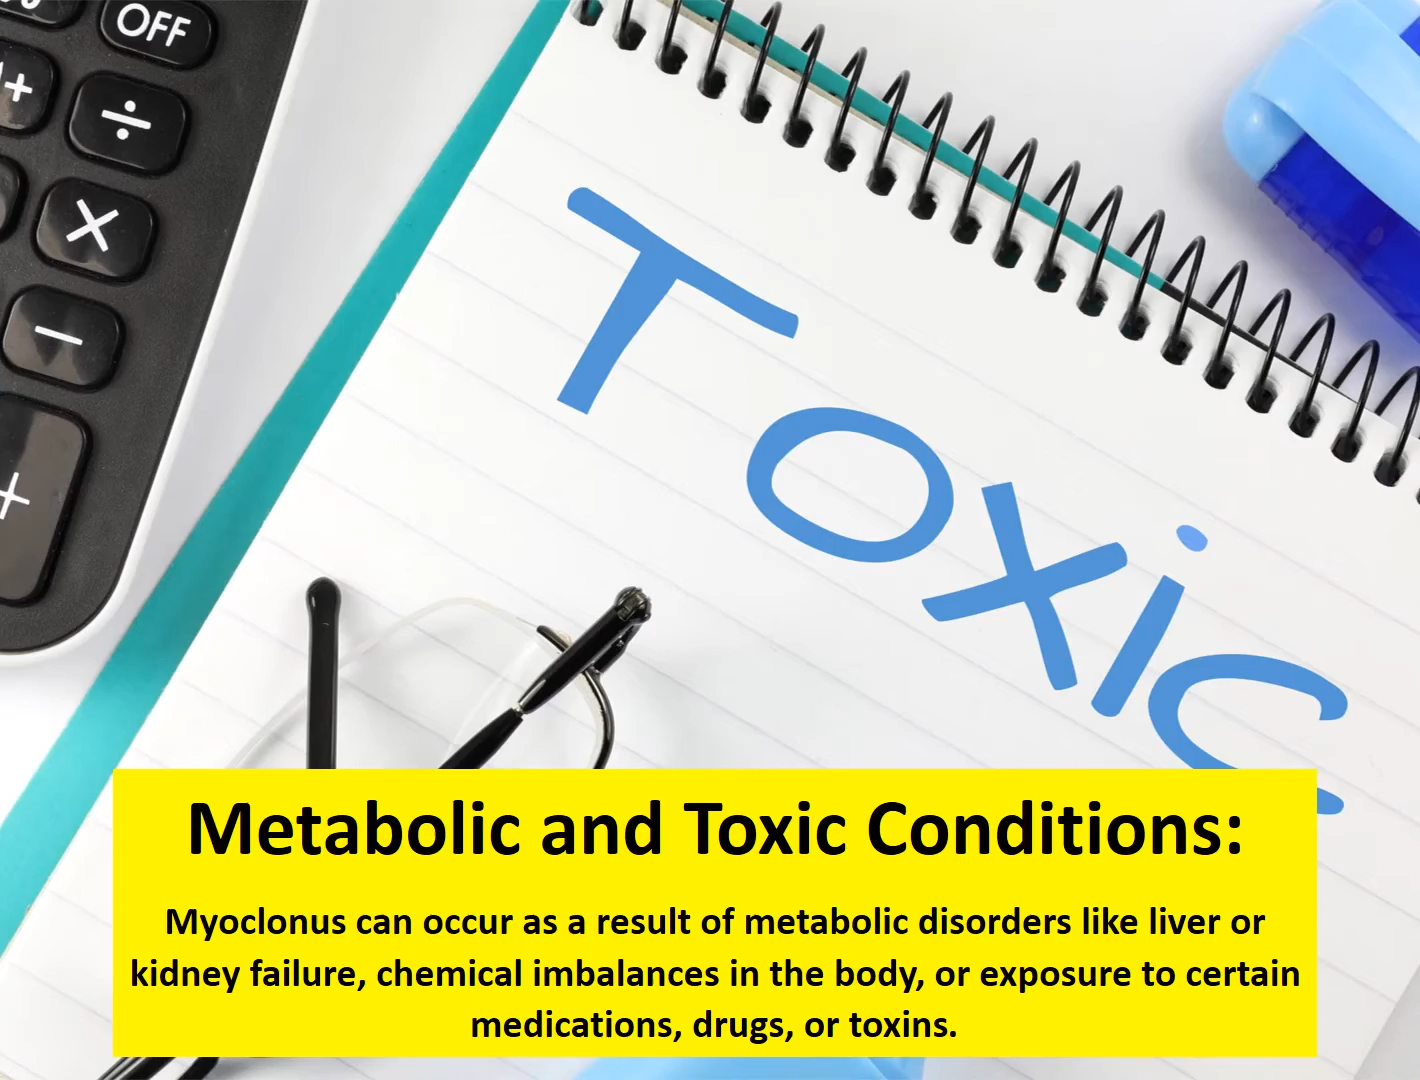 OFF
+
÷
×
−
+
Toxic
Metabolic and Toxic Conditions:
Myoclonus can occur as a result of metabolic disorders like liver or
kidney failure, chemical imbalances in the body, or exposure to certain
medications, drugs, or toxins.